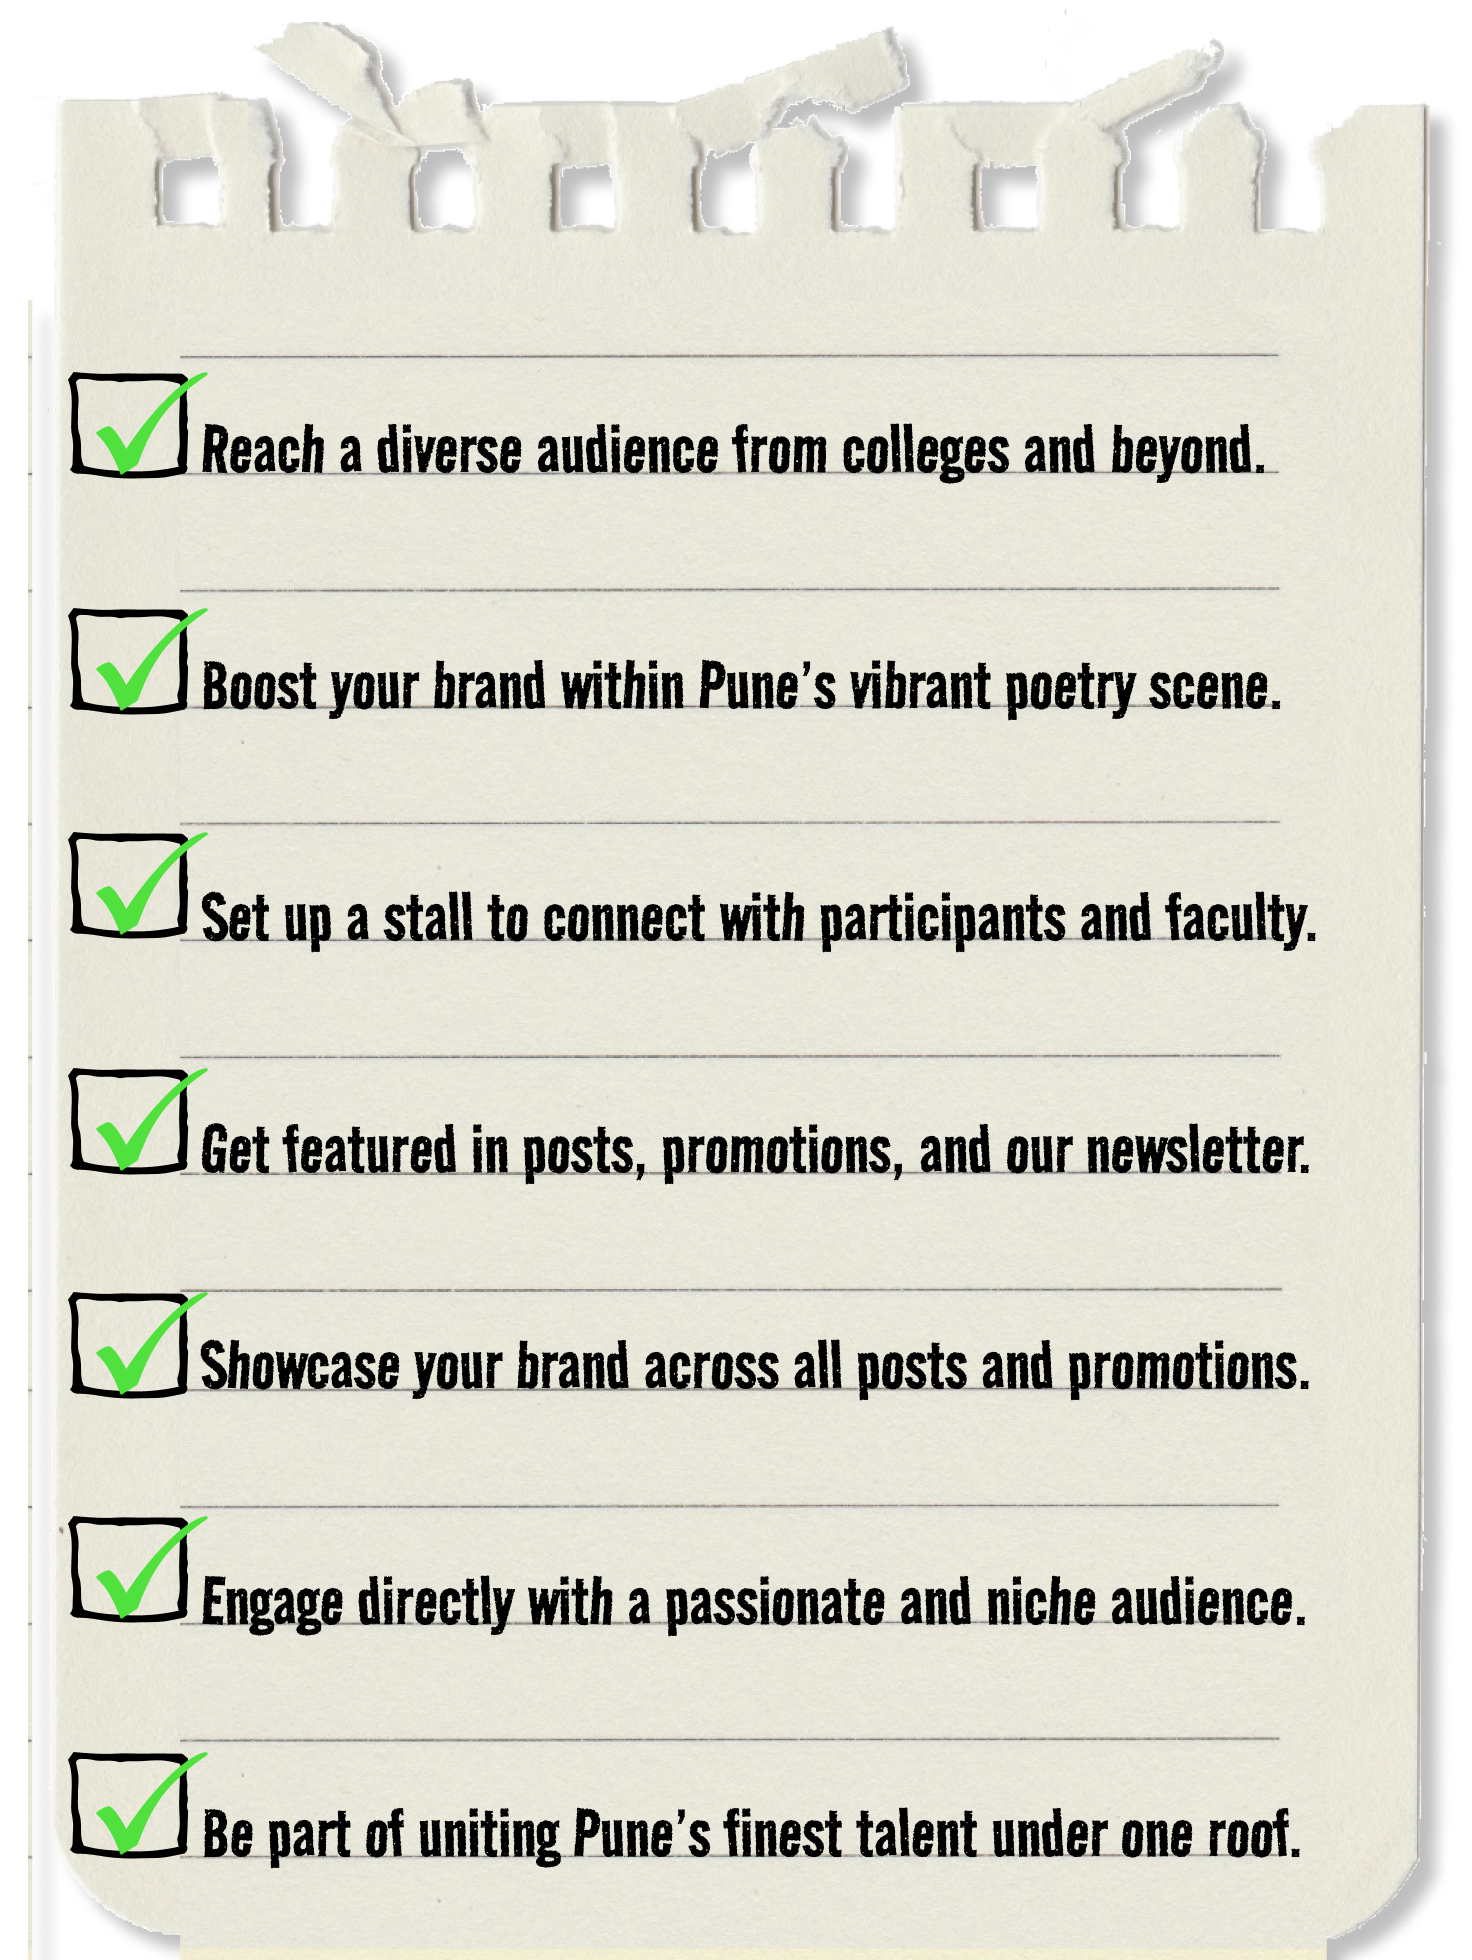 Reach a diverse audience from colleges and beyond.
Boost your brand within Pune's vibrant poetry scene.
Set up a stall to connect with participants and faculty.
Get featured in posts, promotions, and our newsletter.
Showcase your brand across all posts and promotions.
Engage directly with a passionate and niche audience.
Be part of uniting Pune's finest talent under one roof.